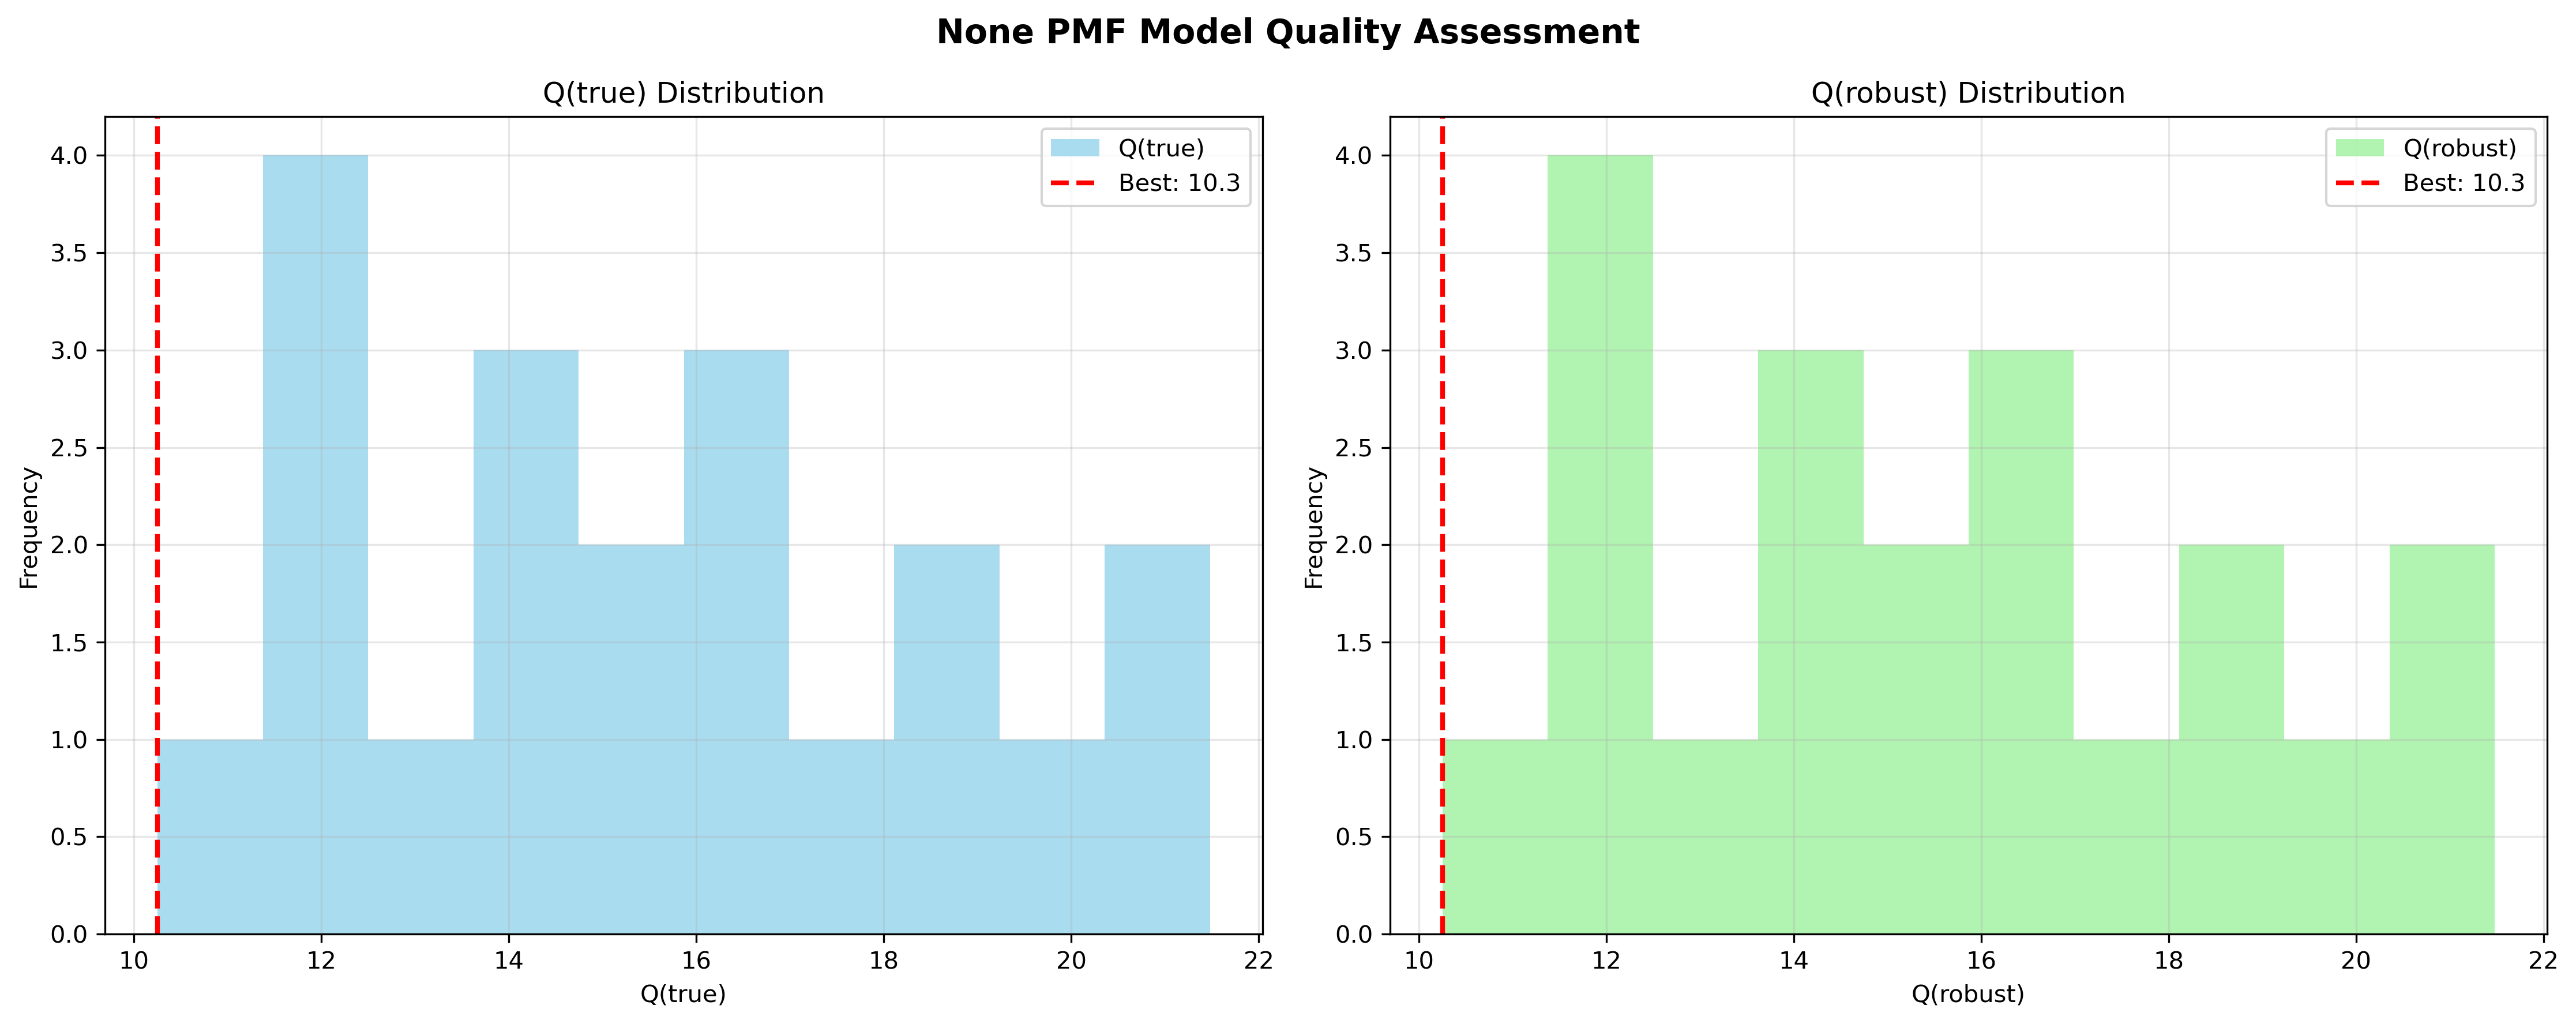 None PMF Model Quality Assessment
Q(true) Distribution
Q(true)
Best: 10.3
4.0
3.5
3.0
2.5
2.0
1.5
1.0
0.5
0.0
Frequency
10 12 14 16 18 20 22
Q(true)
Q(robust) Distribution
Q(robust)
Best: 10.3
4.0
3.5
3.0
2.5
2.0
1.5
1.0
0.5
0.0
Frequency
10 12 14 16 18 20 22
Q(robust)